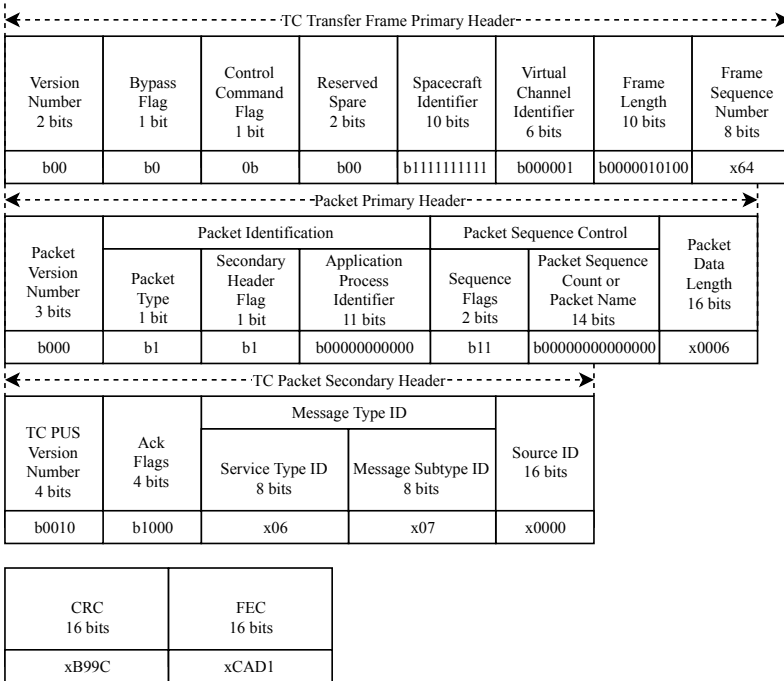 TC Transfer Frame Primary Header
Version
Number
2 bits
Bypass
Flag
1 bit
Control
Command
Flag
1 bit
Reserved
Spare
2 bits
Spacecraft
Identifier
10 bits
Virtual
Channel
Identifier
6 bits
Frame
Length
10 bits
Frame
Sequence
Number
8 bits
b00
b0
0b
b00
b1111111111
b000001
b0000010100
x64
Packet Primary Header
Packet
Version
Number
3 bits
Packet Identification
Packet
Type
1 bit
Secondary
Header
Flag
1 bit
Application
Process
Identifier
11 bits
Packet Sequence Control
Sequence
Flags
2 bits
Packet Sequence
Count or
Packet Name
14 bits
Packet
Data
Length
16 bits
b000
b1
b1
b00000000000
b11
b00000000000000
x0006
TC Packet Secondary Header
TC PUS
Version
Number
4 bits
Ack
Flags
4 bits
Message Type ID
Service Type ID
8 bits
Message Subtype ID
8 bits
Source ID
16 bits
b0010
b1000
x06
x07
x0000
CRC
16 bits
FEC
16 bits
xB99C
xCAD1